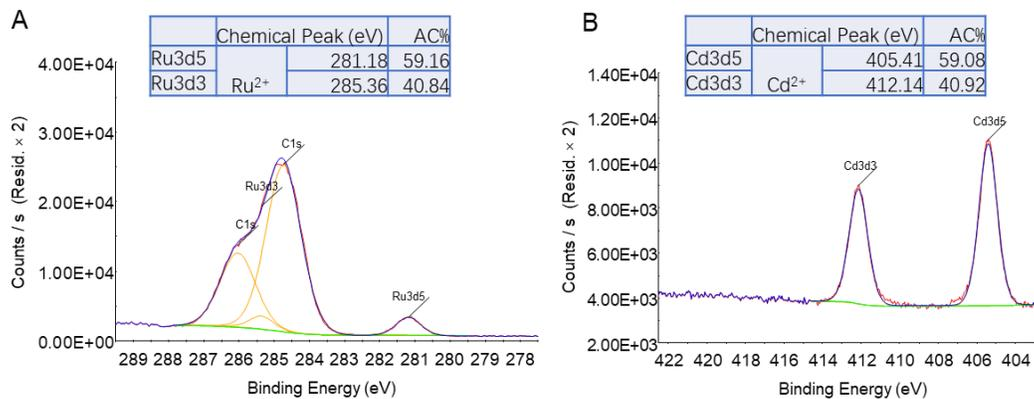 A
Chemical Peak (eV) AC%
Ru3d5 281.18 59.16
Ru3d3 Ru²⁺ 285.36 40.84
4.00E+04
3.00E+04
2.00E+04
1.00E+04
0.00E+00
Counts / s (Resid. × 2)
C1s
Ru3d3
C1s
Ru3d5
289 288 287 286 285 284 283 282 281 280 279 278
Binding Energy (eV)
B
Chemical Peak (eV) AC%
Cd3d5 405.41 59.08
Cd3d3 Cd²⁺ 412.14 40.92
1.40E+04
1.20E+04
1.00E+04
8.00E+03
6.00E+03
4.00E+03
2.00E+03
Counts / s (Resid. × 2)
Cd3d5
Cd3d3
422 420 418 416 414 412 410 408 406 404
Binding Energy (eV)